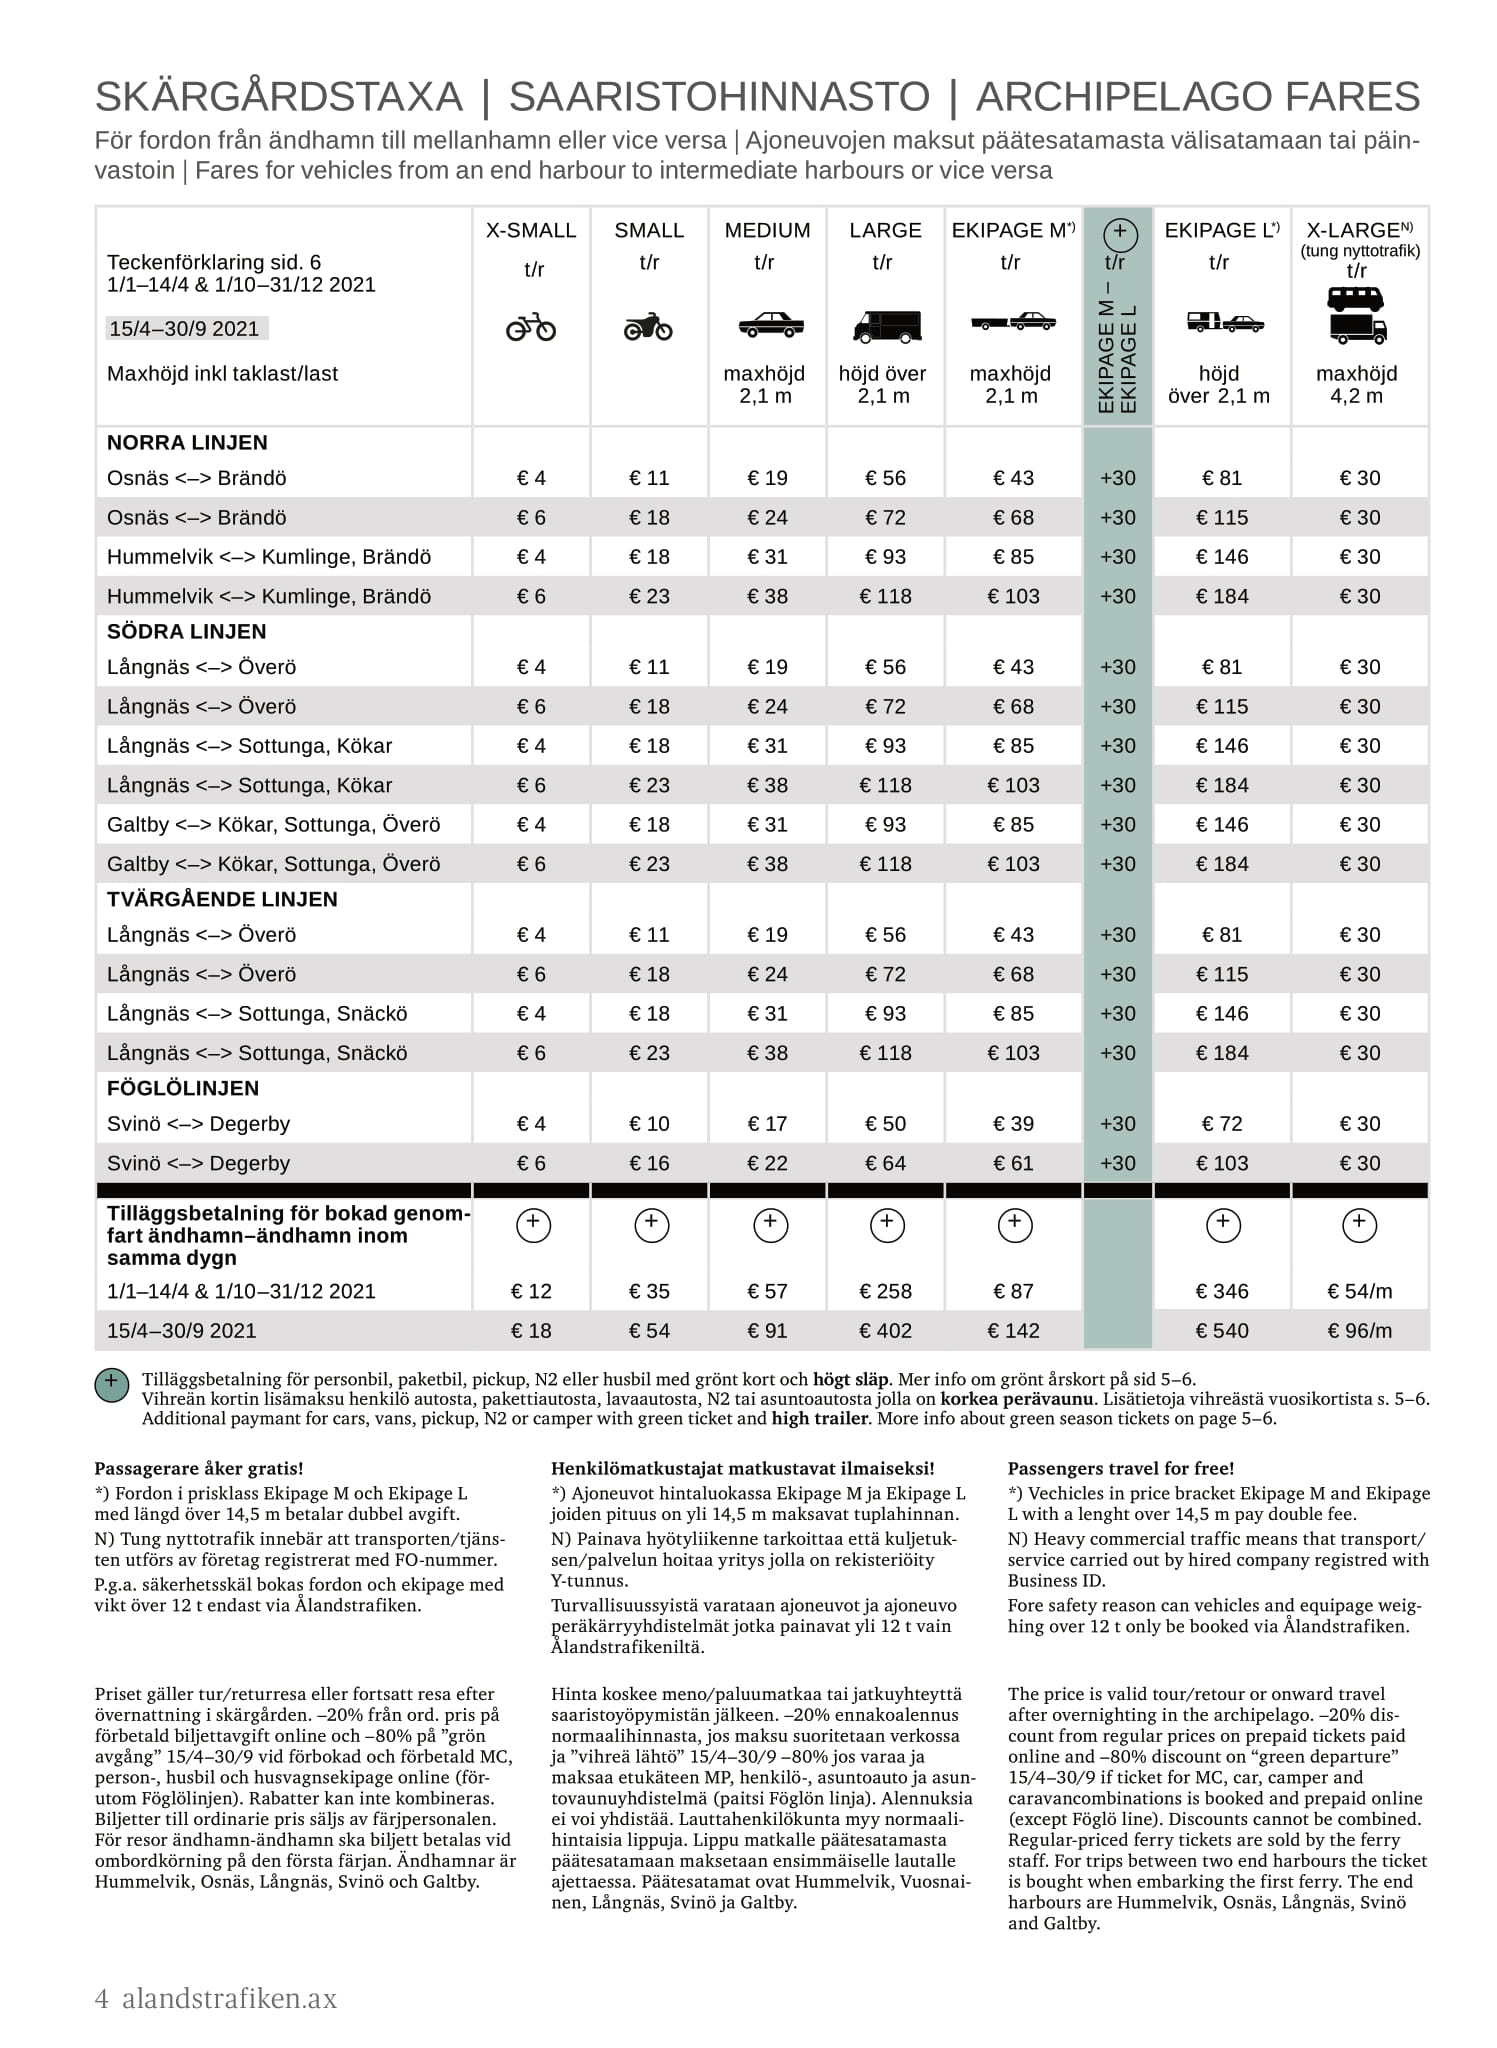 SKÄRGÅRDSTAXA | SAARISTOHINNASTO | ARCHIPELAGO FARES
För fordon från ändhamn till mellanhamn eller vice versa | Ajoneuvojen maksut päätesatamasta välisatamaan tai päin-
vastoin | Fares for vehicles from an end harbour to intermediate harbours or vice versa
X-SMALL SMALL MEDIUM LARGE EKIPAGE M*) + EKIPAGE L*) X-LARGEN)
(tung nyttotrafik)
Teckenförklaring sid. 6 t/r t/r t/r t/r t/r t/r t/r t/r
1/1–14/4 & 1/10–31/12 2021
15/4–30/9 2021
EKIPAGE M –
EKIPAGE L
Maxhöjd inkl taklast/last maxhöjd höjd över maxhöjd höjd maxhöjd
2,1 m 2,1 m 2,1 m över 2,1 m 4,2 m
NORRA LINJEN
Osnäs <–> Brändö € 4 € 11 € 19 € 56 € 43 +30 € 81 € 30
Osnäs <–> Brändö € 6 € 18 € 24 € 72 € 68 +30 € 115 € 30
Hummelvik <–> Kumlinge, Brändö € 4 € 18 € 31 € 93 € 85 +30 € 146 € 30
Hummelvik <–> Kumlinge, Brändö € 6 € 23 € 38 € 118 € 103 +30 € 184 € 30
SÖDRA LINJEN
Långnäs <–> Överö € 4 € 11 € 19 € 56 € 43 +30 € 81 € 30
Långnäs <–> Överö € 6 € 18 € 24 € 72 € 68 +30 € 115 € 30
Långnäs <–> Sottunga, Kökar € 4 € 18 € 31 € 93 € 85 +30 € 146 € 30
Långnäs <–> Sottunga, Kökar € 6 € 23 € 38 € 118 € 103 +30 € 184 € 30
Galtby <–> Kökar, Sottunga, Överö € 4 € 18 € 31 € 93 € 85 +30 € 146 € 30
Galtby <–> Kökar, Sottunga, Överö € 6 € 23 € 38 € 118 € 103 +30 € 184 € 30
TVÄRGÅENDE LINJEN
Långnäs <–> Överö € 4 € 11 € 19 € 56 € 43 +30 € 81 € 30
Långnäs <–> Överö € 6 € 18 € 24 € 72 € 68 +30 € 115 € 30
Långnäs <–> Sottunga, Snäckö € 4 € 18 € 31 € 93 € 85 +30 € 146 € 30
Långnäs <–> Sottunga, Snäckö € 6 € 23 € 38 € 118 € 103 +30 € 184 € 30
FÖGLÖLINJEN
Svinö <–> Degerby € 4 € 10 € 17 € 50 € 39 +30 € 72 € 30
Svinö <–> Degerby € 6 € 16 € 22 € 64 € 61 +30 € 103 € 30
Tilläggsbetalning för bokad genom- + + + + + + +
fart ändhamn–ändhamn inom
samma dygn
1/1–14/4 & 1/10–31/12 2021 € 12 € 35 € 57 € 258 € 87 € 346 € 54/m
15/4–30/9 2021 € 18 € 54 € 91 € 402 € 142 € 540 € 96/m
+ Tilläggsbetalning för personbil, paketbil, pickup, N2 eller husbil med grönt kort och högt släp. Mer info om grönt årskort på sid 5–6.
Vihreän kortin lisämaksu henkilö autosta, pakettiautosta, lavaautosta, N2 tai asuntoautosta jolla on korkea perävaunu. Lisätietoja vihreästä vuosikortista s. 5–6.
Additional paymant for cars, vans, pickup, N2 or camper with green ticket and high trailer. More info about green season tickets on page 5–6.
Passagerare åker gratis!
*) Fordon i prisklass Ekipage M och Ekipage L
med längd över 14,5 m betalar dubbel avgift.
N) Tung nyttotrafik innebär att transporten/tjäns-
ten utförs av företag registrerat med FO-nummer.
P.g.a. säkerhetsskäl bokas fordon och ekipage med
vikt över 12 t endast via Ålandstrafiken.
Henkilömatkustajat matkustavat ilmaiseksi!
*) Ajoneuvot hintaluokassa Ekipage M ja Ekipage L
joiden pituus on yli 14,5 m maksavat tuplahinnan.
N) Painava hyötyliikenne tarkoittaa että kuljetuk-
sen/palvelun hoitaa yritys jolla on rekisteriöity
Y-tunnus.
Turvallisuussyistä varataan ajoneuvot ja ajoneuvo
peräkärryyhdistelmät jotka painavat yli 12 t vain
Ålandstrafikeniltä.
Passengers travel for free!
*) Vechicles in price bracket Ekipage M and Ekipage
L with a lenght over 14,5 m pay double fee.
N) Heavy commercial traffic means that transport/
service carried out by hired company registred with
Business ID.
Fore safety reason can vehicles and equipage weig-
hing over 12 t only be booked via Ålandstrafiken.
Priset gäller tur/returresa eller fortsatt resa efter
övernattning i skärgården. –20% från ord. pris på
förbetald biljettavgift online och –80% på ”grön
avgång” 15/4–30/9 vid förbokad och förbetald MC,
person-, husbil och husvagnsekipage online (för-
utom Föglölinjen). Rabatter kan inte kombineras.
Biljetter till ordinarie pris säljs av färjpersonalen.
För resor ändhamn-ändhamn ska biljett betalas vid
ombordkörning på den första färjan. Ändhamnar är
Hummelvik, Osnäs, Långnäs, Svinö och Galtby.
Hinta koskee meno/paluumatkaa tai jatkuyhteyttä
saaristoyöpymistän jälkeen. –20% ennakoalennus
normaalihinnasta, jos maksu suoritetaan verkossa
ja ”vihreä lähtö” 15/4–30/9 –80% jos varaa ja
maksaa etukäteen MP, henkilö-, asuntoauto ja asun-
tovaunuyhdistelmä (paitsi Föglön linja). Alennuksia
ei voi yhdistää. Lauttahenkilökunta myy normaali-
hintaisia lippuja. Lippu matkalle päätesatamasta
päätesatamaan maksetaan ensimmäiselle lautalle
ajettaessa. Päätesatamat ovat Hummelvik, Vuosnai-
nen, Långnäs, Svinö ja Galtby.
The price is valid tour/retour or onward travel
after overnighting in the archipelago. –20% dis-
count from regular prices on prepaid tickets paid
online and –80% discount on “green departure”
15/4–30/9 if ticket for MC, car, camper and
caravancombinations is booked and prepaid online
(except Föglö line). Discounts cannot be combined.
Regular-priced ferry tickets are sold by the ferry
staff. For trips between two end harbours the ticket
is bought when embarking the first ferry. The end
harbours are Hummelvik, Osnäs, Långnäs, Svinö
and Galtby.
4 alandstrafiken.ax